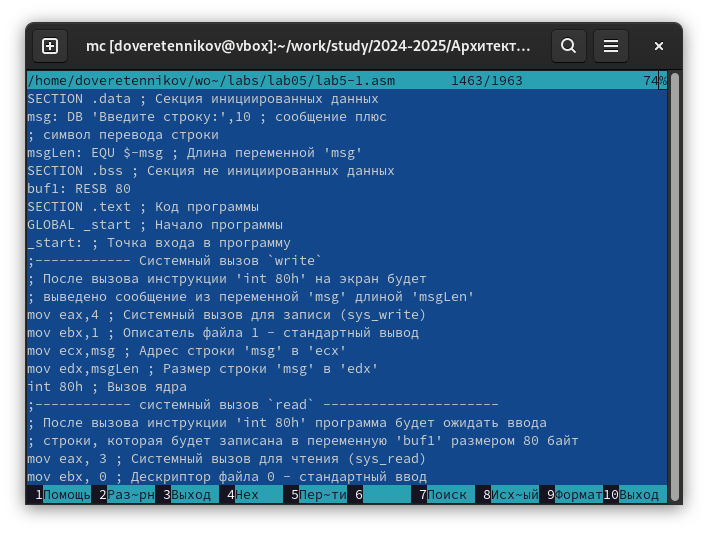 mc [doveretennikov@vbox]:~/work/study/2024-2025/Архитект...
/home/doveretennikov/wo~/labs/lab05/lab5-1.asm 1463/1963 74%
SECTION .data ; Секция инициированных данных
msg: DB 'Введите строку:',10 ; сообщение плюс
; символ перевода строки
msgLen: EQU $-msg ; Длина переменной 'msg'
SECTION .bss ; Секция не инициированных данных
buf1: RESB 80
SECTION .text ; Код программы
GLOBAL _start ; Начало программы
_start: ; Точка входа в программу
;------------ Системный вызов `write`
; После вызова инструкции 'int 80h' на экран будет
; выведено сообщение из переменной 'msg' длиной 'msgLen'
mov eax,4 ; Системный вызов для записи (sys_write)
mov ebx,1 ; Описатель файла 1 - стандартный вывод
mov ecx,msg ; Адрес строки 'msg' в 'ecx'
mov edx,msgLen ; Размер строки 'msg' в 'edx'
int 80h ; Вызов ядра
;------------ системный вызов `read` ----------------------
; После вызова инструкции 'int 80h' программа будет ожидать ввода
; строки, которая будет записана в переменную 'buf1' размером 80 байт
mov eax, 3 ; Системный вызов для чтения (sys_read)
mov ebx, 0 ; Дескриптор файла 0 - стандартный ввод
1Помощь 2Раз~рн 3Выход 4Hex 5Пер~ти 6 7Поиск 8Исх~ый 9Формат 10Выход